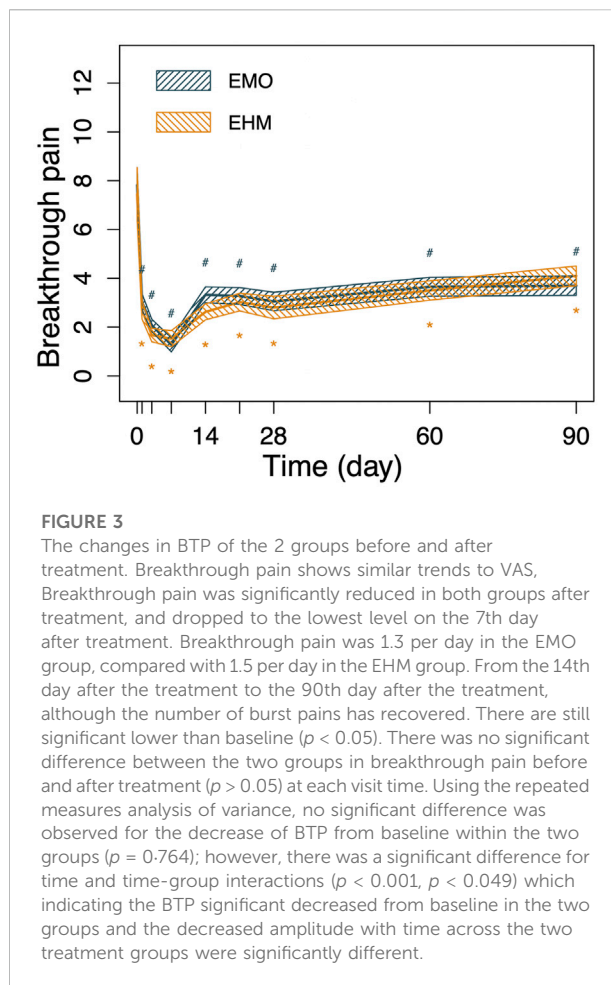 12
10
8
6
4
2
0
Breakthrough pain
EMO
EHM
# # # # # # # #
* * * * * * * *
0 14 28 60 90
Time (day)
FIGURE 3
The changes in BTP of the 2 groups before and after
treatment. Breakthrough pain shows similar trends to VAS,
Breakthrough pain was significantly reduced in both groups after
treatment, and dropped to the lowest level on the 7th day
after treatment. Breakthrough pain was 1.3 per day in the EMO
group, compared with 1.5 per day in the EHM group. From the 14th
day after the treatment to the 90th day after the treatment,
although the number of burst pains has recovered. There are still
significant lower than baseline (p < 0.05). There was no significant
difference between the two groups in breakthrough pain before
and after treatment (p > 0.05) at each visit time. Using the repeated
measures analysis of variance, no significant difference was
observed for the decrease of BTP from baseline within the two
groups (p = 0·764); however, there was a significant difference for
time and time-group interactions (p < 0.001, p < 0.049) which
indicating the BTP significant decreased from baseline in the two
groups and the decreased amplitude with time across the two
treatment groups were significantly different.